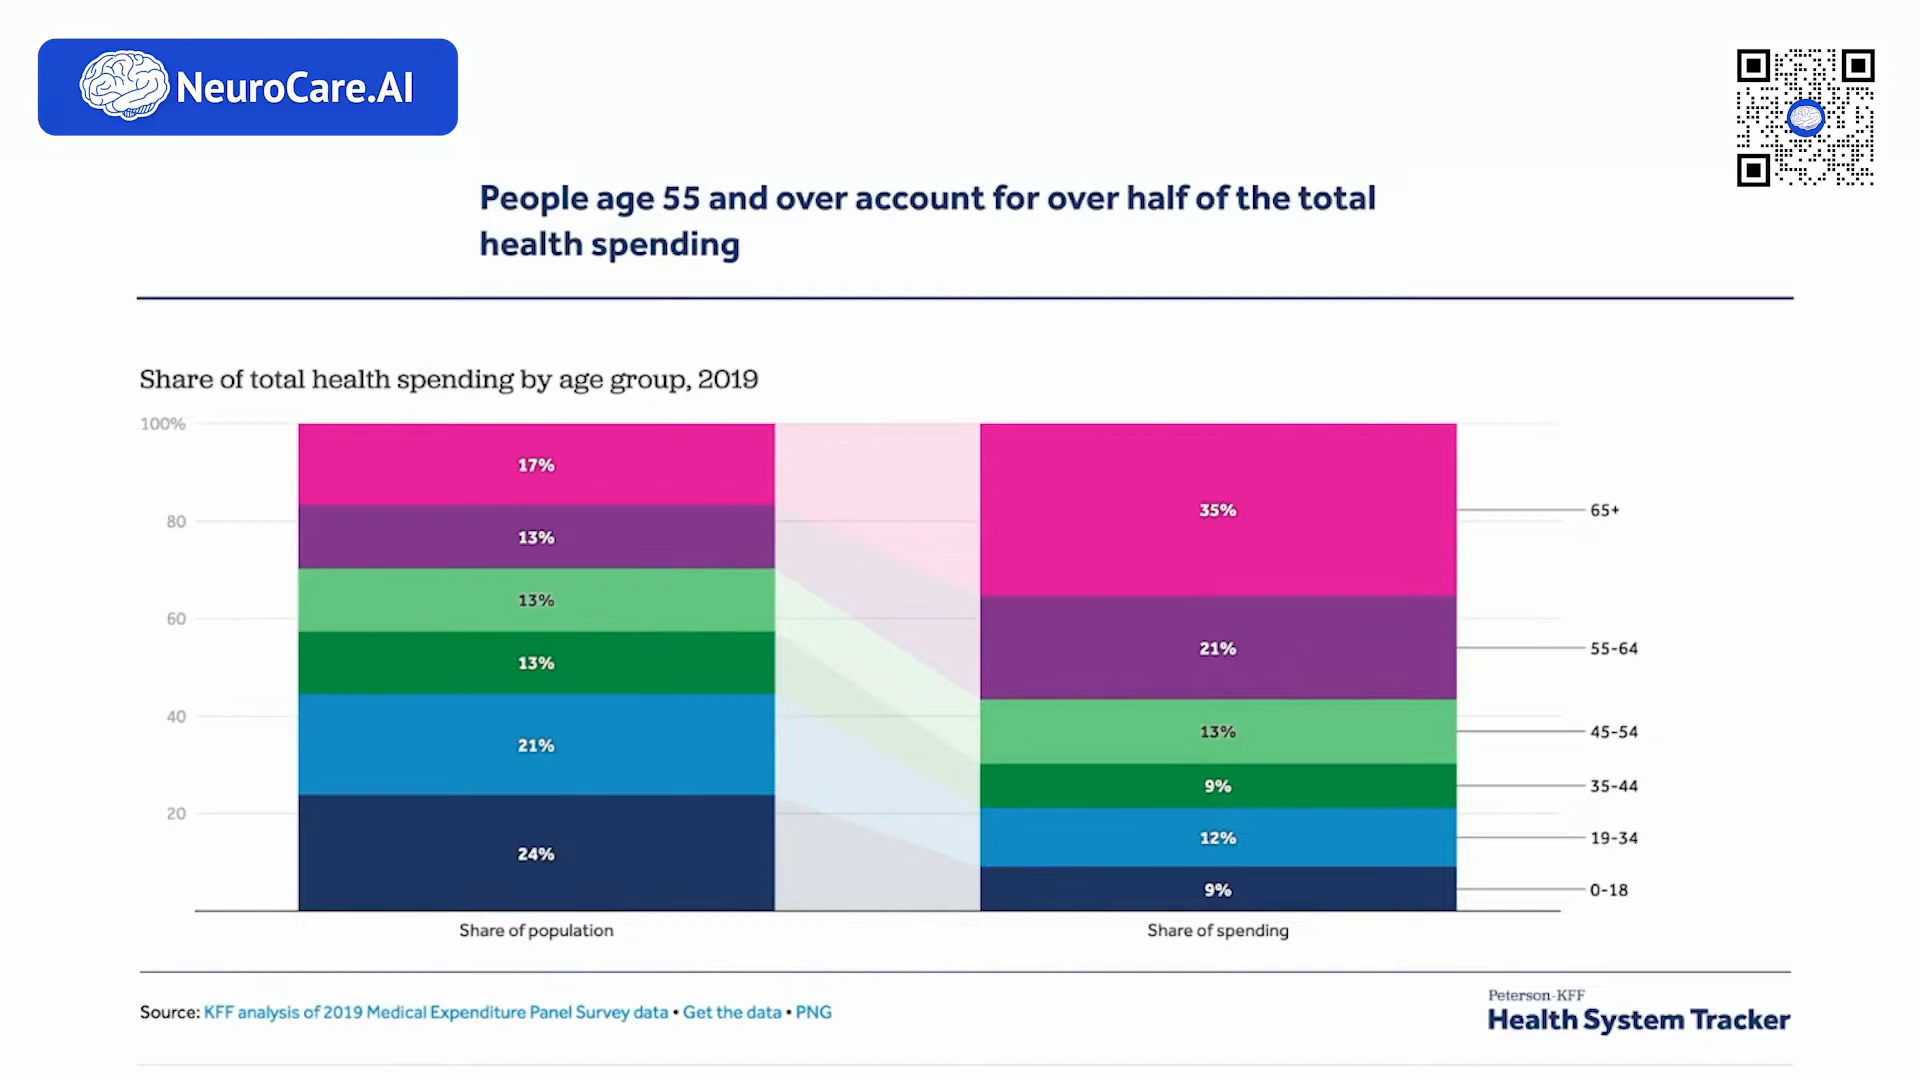 NeuroCare.AI
People age 55 and over account for over half of the total
health spending
Share of total health spending by age group, 2019
100%
80
60
40
20
17%
13%
13%
13%
21%
24%
35%
21%
13%
9%
12%
9%
65+
55-64
45-54
35-44
19-34
0-18
Share of population
Share of spending
Source: KFF analysis of 2019 Medical Expenditure Panel Survey data • Get the data • PNG
Peterson-KFF
Health System Tracker